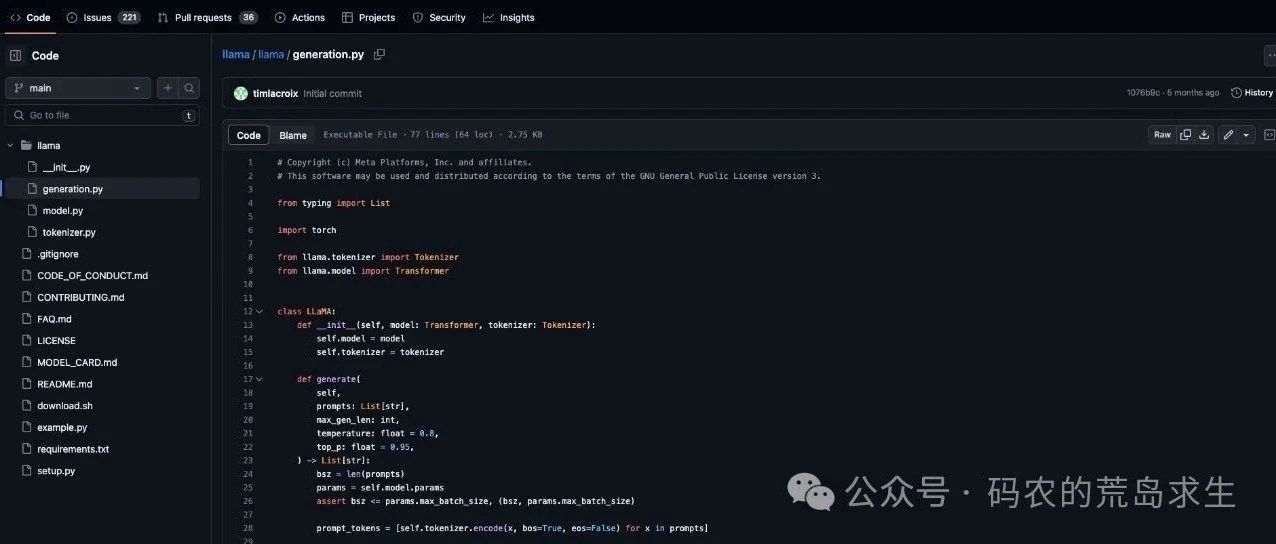 Code Issues 221 Pull requests 36 Actions Projects Security Insights
Code
main
Go to file t
llama
__init__.py
generation.py
model.py
tokenizer.py
.gitignore
CODE_OF_CONDUCT.md
CONTRIBUTING.md
FAQ.md
LICENSE
MODEL_CARD.md
README.md
download.sh
example.py
requirements.txt
setup.py
llama / llama / generation.py
timlacroix Initial commit 1076b9c · 5 months ago History
Code Blame Executable File · 77 lines (64 loc) · 2.75 KB Raw
1 # Copyright (c) Meta Platforms, Inc. and affiliates.
2 # This software may be used and distributed according to the terms of the GNU General Public License version 3.
3
4 from typing import List
5
6 import torch
7
8 from llama.tokenizer import Tokenizer
9 from llama.model import Transformer
10
11
12 class LLaMA:
13 def __init__(self, model: Transformer, tokenizer: Tokenizer):
14 self.model = model
15 self.tokenizer = tokenizer
16
17 def generate(
18 self,
19 prompts: List[str],
20 max_gen_len: int,
21 temperature: float = 0.8,
22 top_p: float = 0.95,
23 ) -> List[str]:
24 bsz = len(prompts)
25 params = self.model.params
26 assert bsz <= params.max_batch_size, (bsz, params.max_batch_size)
27
28 prompt_tokens = [self.tokenizer.encode(x, bos=True, eos=False) for x in prompts]
29
公众号 · 码农的荒岛求生